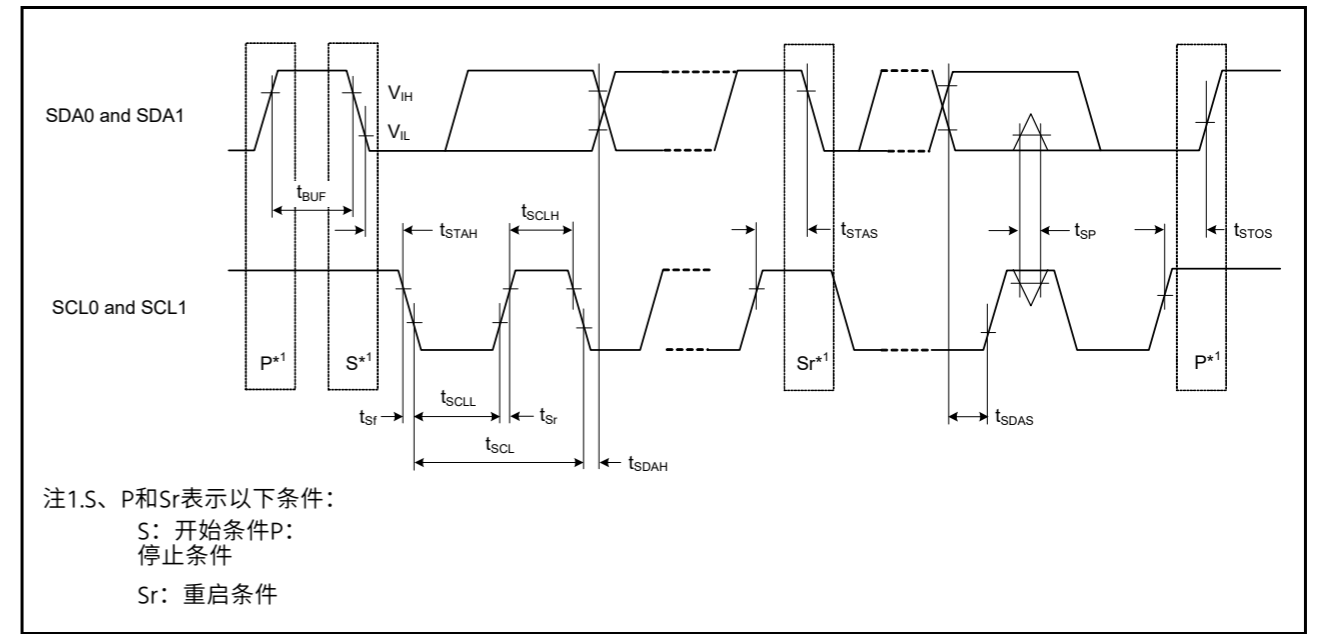 SDA0 and SDA1
VIH
VIL
tBUF
tSTAH
tSCLH
tSTAS
tSP
tSTOS
SCL0 and SCL1
P*1
S*1
Sr*1
P*1
tSf
tSCLL
tSr
tSDAS
tSCL
tSDAH
注1.S、P和Sr表示以下条件：
S：开始条件P：
停止条件
Sr：重启条件